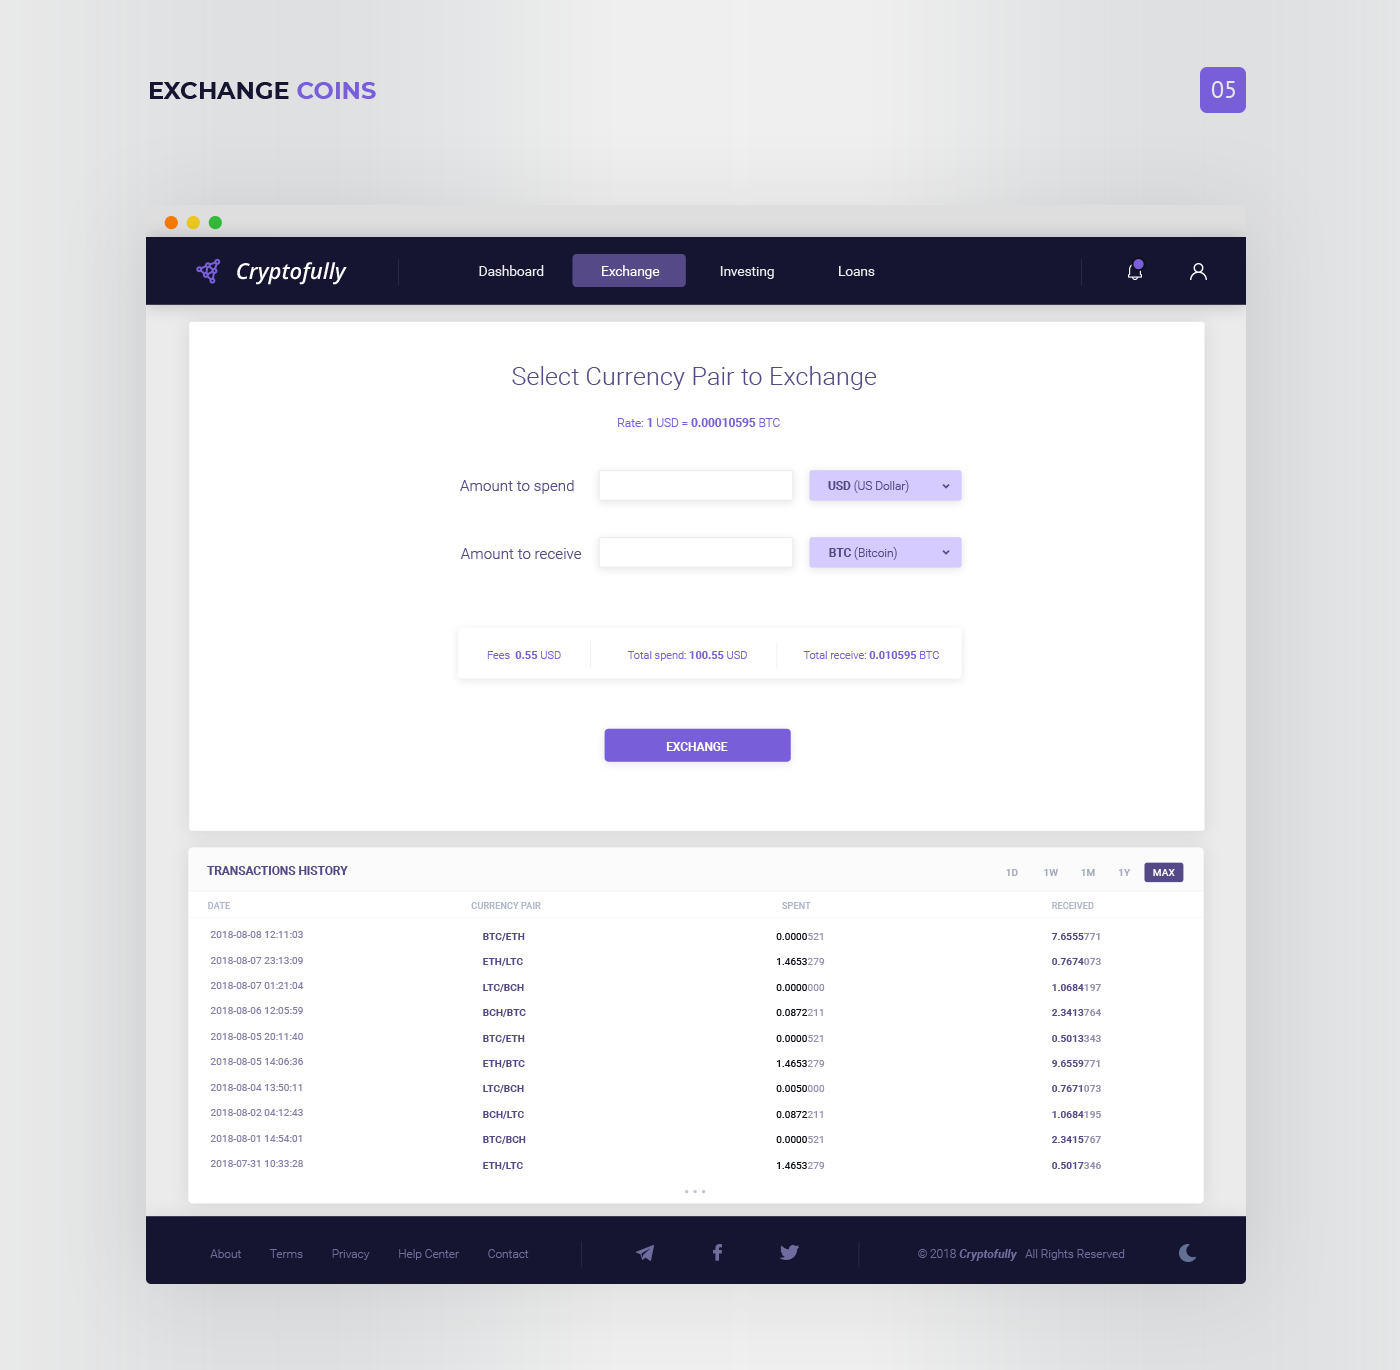 EXCHANGE COINS
05
Cryptofully
Dashboard Exchange Investing Loans
Select Currency Pair to Exchange
Rate: 1 USD = 0.00010595 BTC
Amount to spend USD (US Dollar)
Amount to receive BTC (Bitcoin)
Fees 0.55 USD Total spend: 100.55 USD Total receive: 0.010595 BTC
EXCHANGE
TRANSACTIONS HISTORY 1D 1W 1M 1Y MAX
DATE CURRENCY PAIR SPENT RECEIVED
2018-08-08 12:11:03 BTC/ETH 0.0000521 7.6555771
2018-08-07 23:13:09 ETH/LTC 1.4653279 0.7674073
2018-08-07 01:21:04 LTC/BCH 0.0000000 1.0684197
2018-08-06 12:05:59 BCH/BTC 0.0872211 2.3413764
2018-08-05 20:11:40 BTC/ETH 0.0000521 0.5013343
2018-08-05 14:06:36 ETH/BTC 1.4653279 9.6559771
2018-08-04 13:50:11 LTC/BCH 0.0050000 0.7671073
2018-08-02 04:12:43 BCH/LTC 0.0872211 1.0684195
2018-08-01 14:54:01 BTC/BCH 0.0000521 2.3415767
2018-07-31 10:33:28 ETH/LTC 1.4653279 0.5017346
About Terms Privacy Help Center Contact © 2018 Cryptofully All Rights Reserved